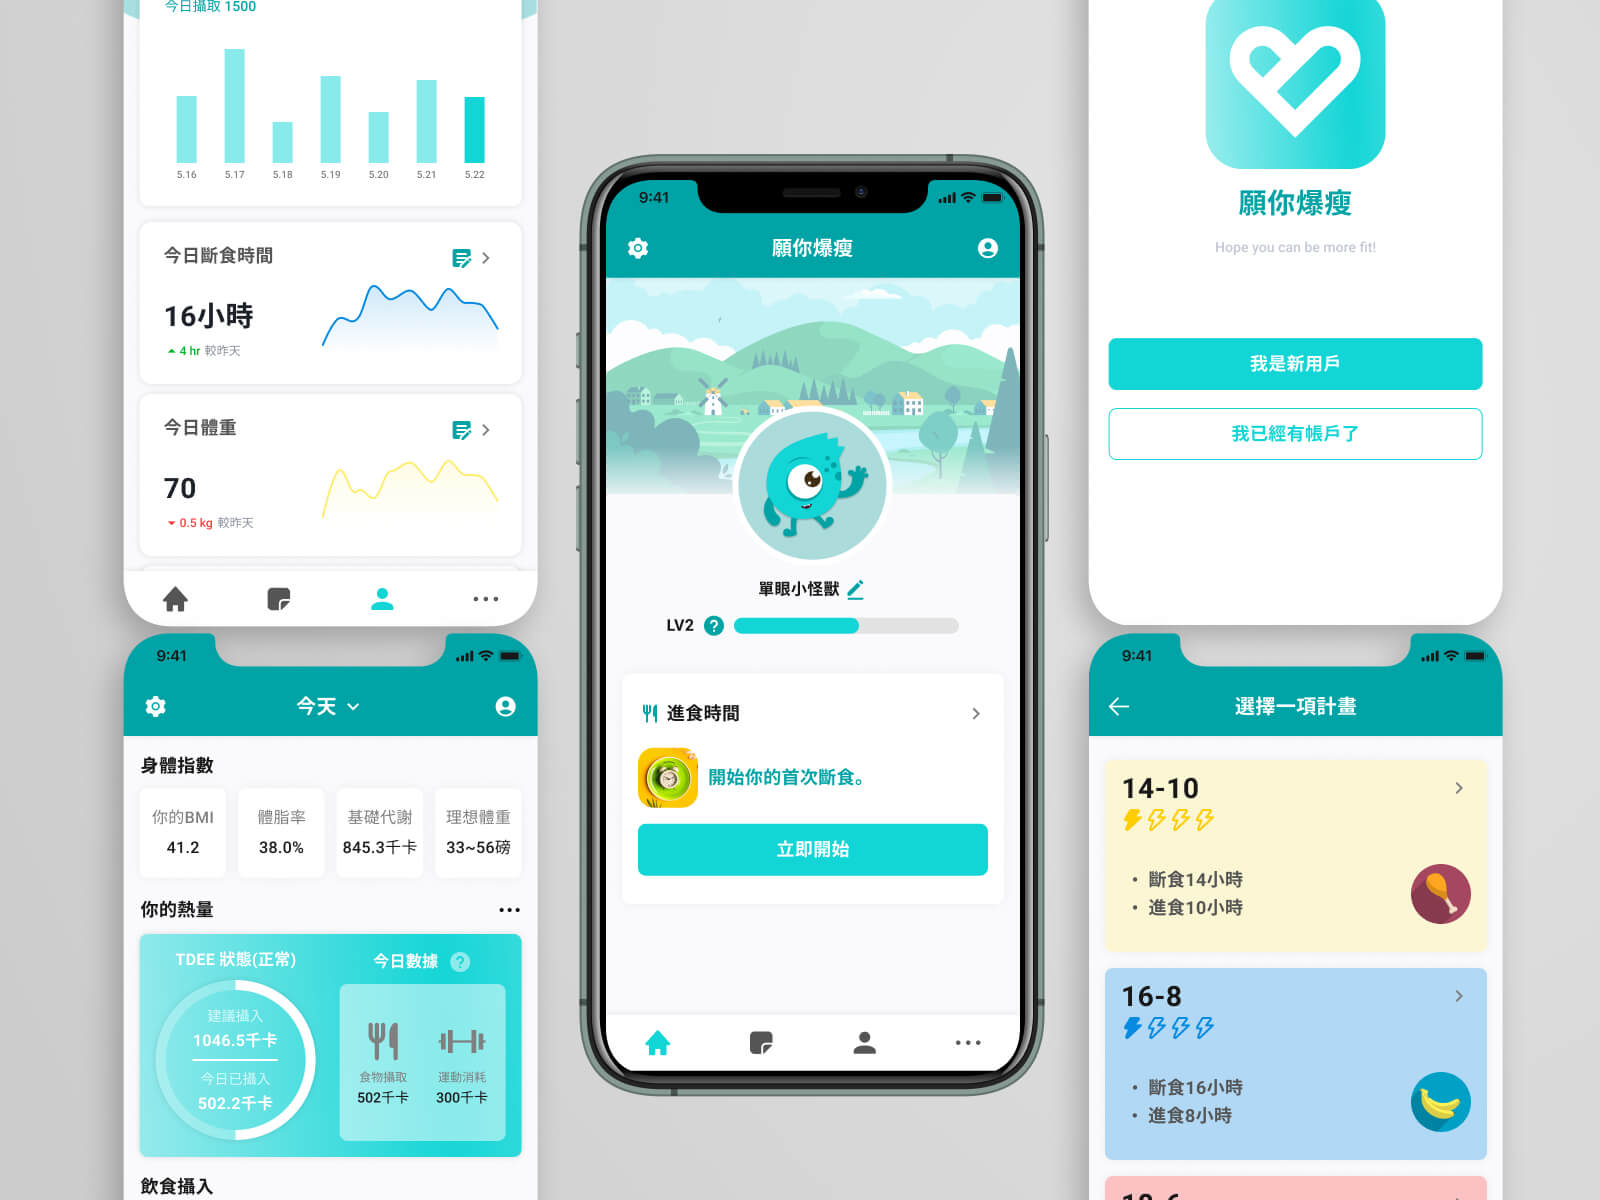 今日攝取 1500
5.16 5.17 5.18 5.19 5.20 5.21 5.22
今日斷食時間
16小時
4 hr 較昨天
今日體重
70
0.5 kg 較昨天
9:41
今天
身體指數
你的BMI 體脂率 基礎代謝 理想體重
41.2 38.0% 845.3千卡 33~56磅
你的熱量
TDEE 狀態(正常)
建議攝入
1046.5千卡
今日已攝入
502.2千卡
今日數據 ?
食物攝取 運動消耗
502千卡 300千卡
飲食攝入
9:41
願你爆瘦
單眼小怪獸
LV2 ?
進食時間
開始你的首次斷食。
立即開始
願你爆瘦
Hope you can be more fit!
我是新用戶
我已經有帳戶了
9:41
選擇一項計畫
14-10
• 斷食14小時
• 進食10小時
16-8
• 斷食16小時
• 進食8小時